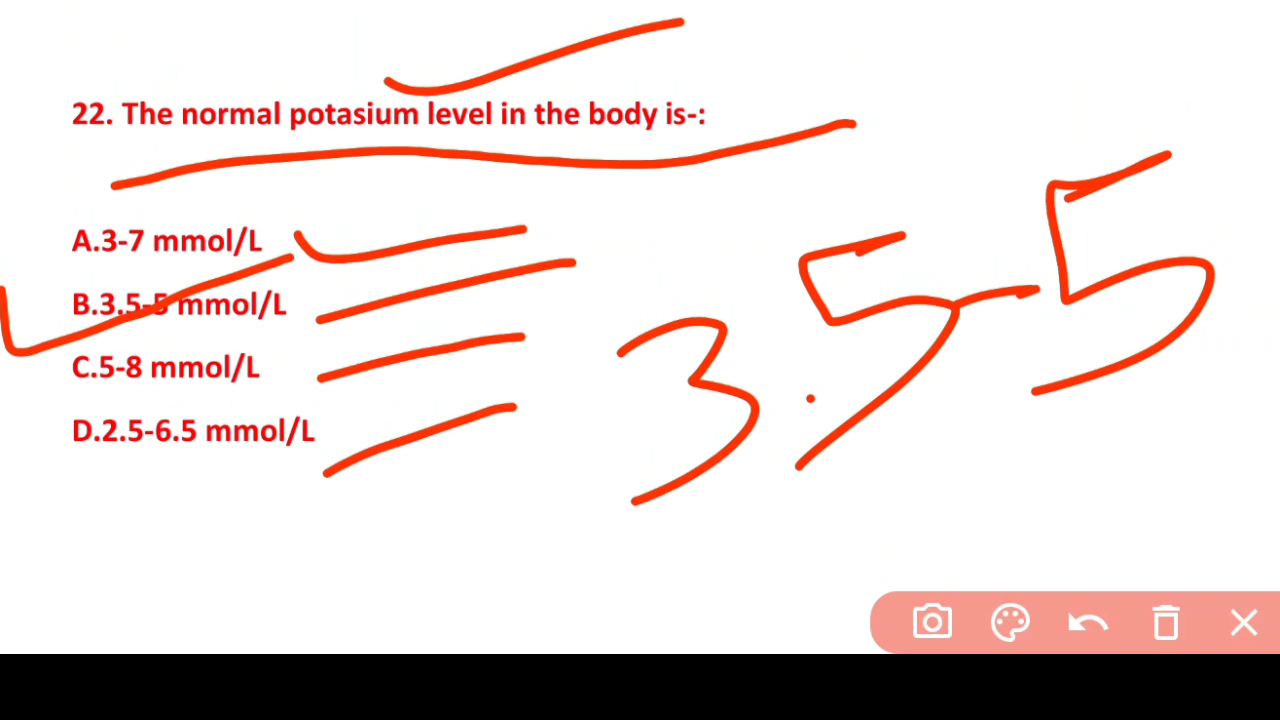 22. The normal potasium level in the body is-:
A.3-7 mmol/L
B.3.5-5 mmol/L
C.5-8 mmol/L
D.2.5-6.5 mmol/L
3.5-5